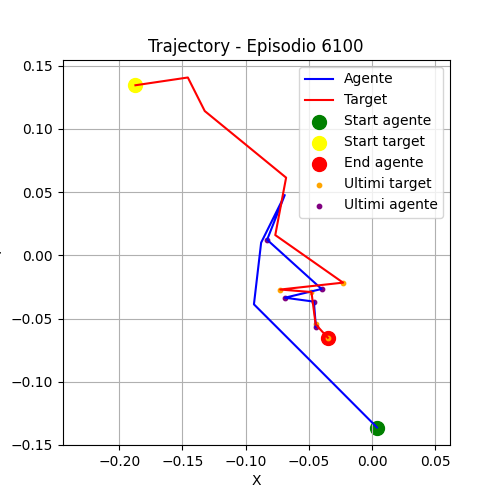 Trajectory - Episodio 6100
Agente
Target
Start agente
Start target
End agente
Ultimi target
Ultimi agente
0.15
0.10
0.05
0.00
−0.05
−0.10
−0.15
−0.20
−0.15
−0.10
−0.05
0.00
0.05
X